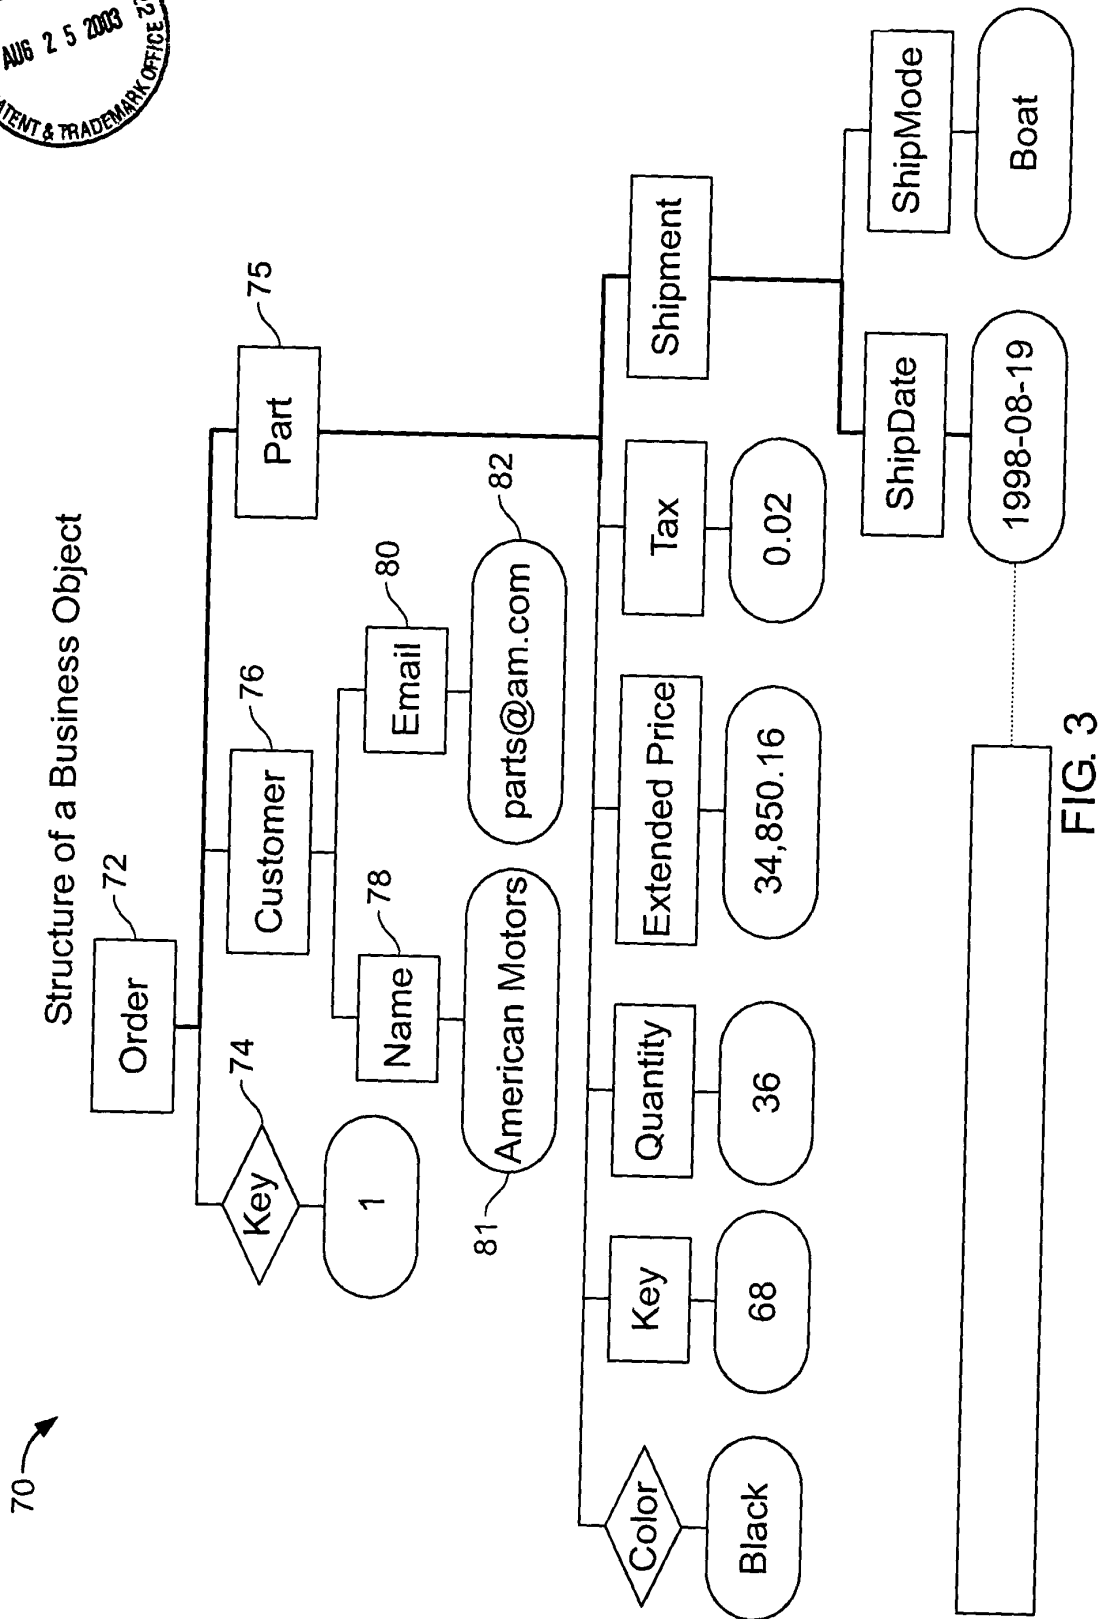 AUG 25 2003
PATENT & TRADEMARK OFFICE
70
Structure of a Business Object
Order 72
Key 74
1
Customer 76
Part 75
Name 78
Email 80
81 American Motors
parts@am.com 82
Color
Key
Quantity
Extended Price
Tax
Shipment
Black
68
36
34,850.16
0.02
ShipDate
ShipMode
1998-08-19
Boat
FIG. 3